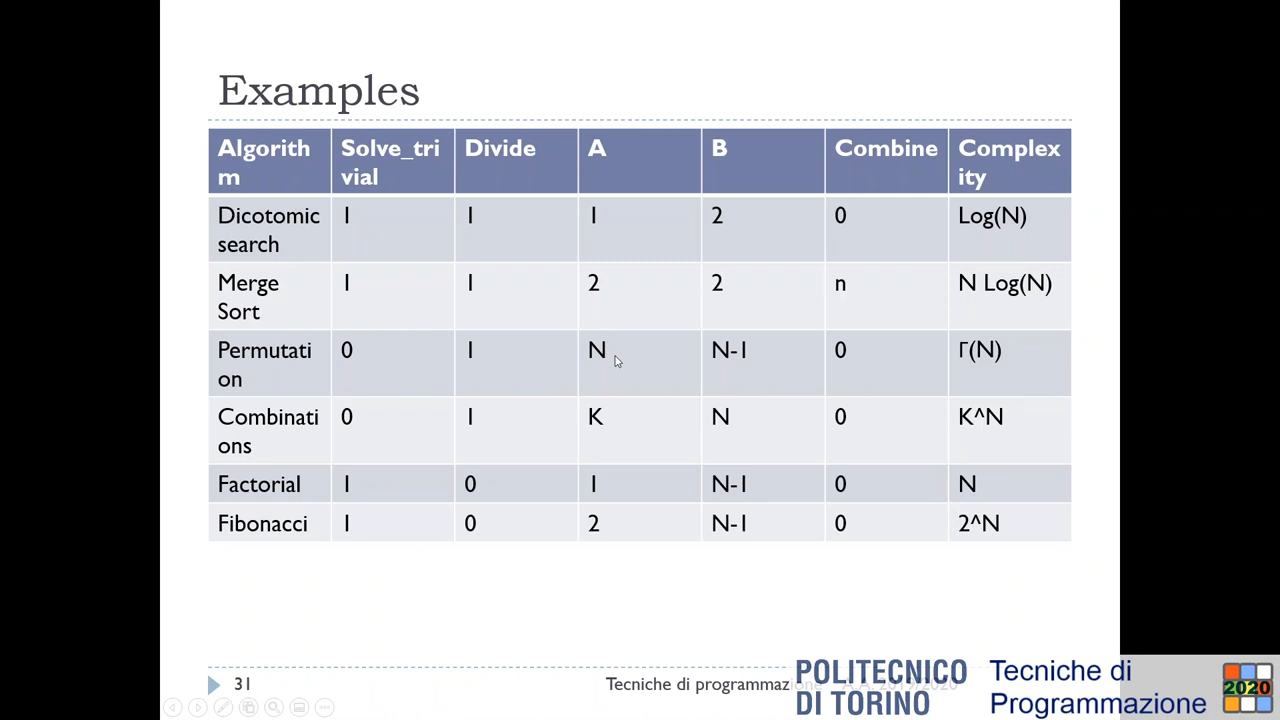 Examples
Algorith
m
Solve_tri
vial
Divide
A
B
Combine
Complex
ity
Dicotomic
search
1
1
1
2
0
Log(N)
Merge
Sort
1
1
2
2
n
N Log(N)
Permutati
on
0
1
N
N-1
0
Γ(N)
Combinati
ons
0
1
K
N
0
K^N
Factorial
1
0
1
N-1
0
N
Fibonacci
1
0
2
N-1
0
2^N
31
Tecniche di programmazione A.A. 2019/2020
POLITECNICO
DI TORINO
Tecniche di
Programmazione
2020